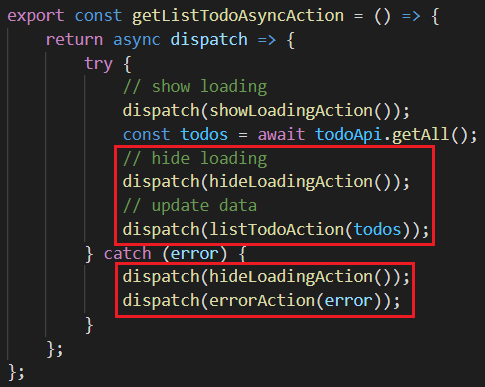 export const getListTodoAsyncAction = () => {
    return async dispatch => {
        try {
            // show loading
            dispatch(showLoadingAction());
            const todos = await todoApi.getAll();
            // hide loading
            dispatch(hideLoadingAction());
            // update data
            dispatch(listTodoAction(todos));
        } catch (error) {
            dispatch(hideLoadingAction());
            dispatch(errorAction(error));
        }
    };
};